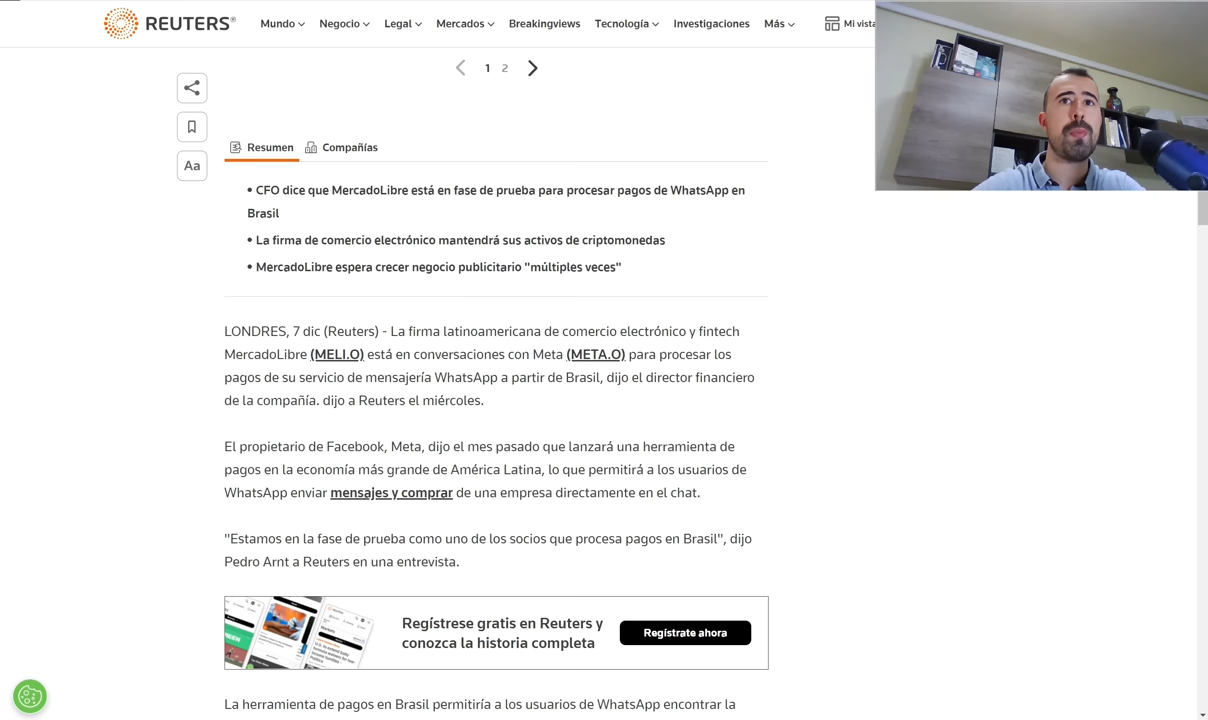 REUTERS®
Mundo
Negocio
Legal
Mercados
Breakingviews
Tecnología
Investigaciones
Más
Mi vista
1 2
Aa
Resumen
Compañías
• CFO dice que MercadoLibre está en fase de prueba para procesar pagos de WhatsApp en
Brasil
• La firma de comercio electrónico mantendrá sus activos de criptomonedas
• MercadoLibre espera crecer negocio publicitario "múltiples veces"
LONDRES, 7 dic (Reuters) - La firma latinoamericana de comercio electrónico y fintech
MercadoLibre (MELI.O) está en conversaciones con Meta (META.O) para procesar los
pagos de su servicio de mensajería WhatsApp a partir de Brasil, dijo el director financiero
de la compañía. dijo a Reuters el miércoles.
El propietario de Facebook, Meta, dijo el mes pasado que lanzará una herramienta de
pagos en la economía más grande de América Latina, lo que permitirá a los usuarios de
WhatsApp enviar mensajes y comprar de una empresa directamente en el chat.
"Estamos en la fase de prueba como uno de los socios que procesa pagos en Brasil", dijo
Pedro Arnt a Reuters en una entrevista.
Regístrese gratis en Reuters y
conozca la historia completa
Regístrate ahora
La herramienta de pagos en Brasil permitiría a los usuarios de WhatsApp encontrar la